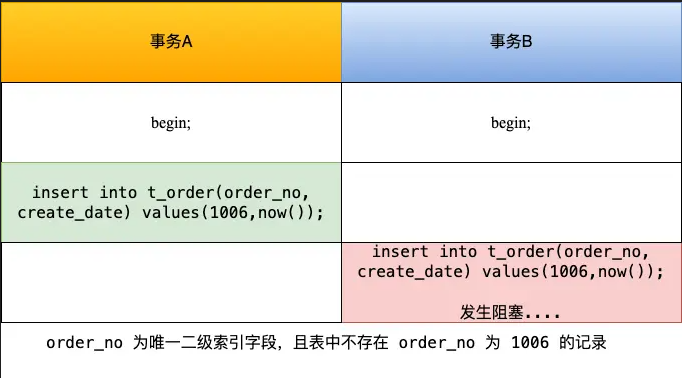 事务A
事务B
begin;
begin;
insert into t_order(order_no,
create_date) values(1006,now());
insert into t_order(order_no,
create_date) values(1006,now());
发生阻塞....
order_no 为唯一二级索引字段，且表中不存在 order_no 为 1006 的记录